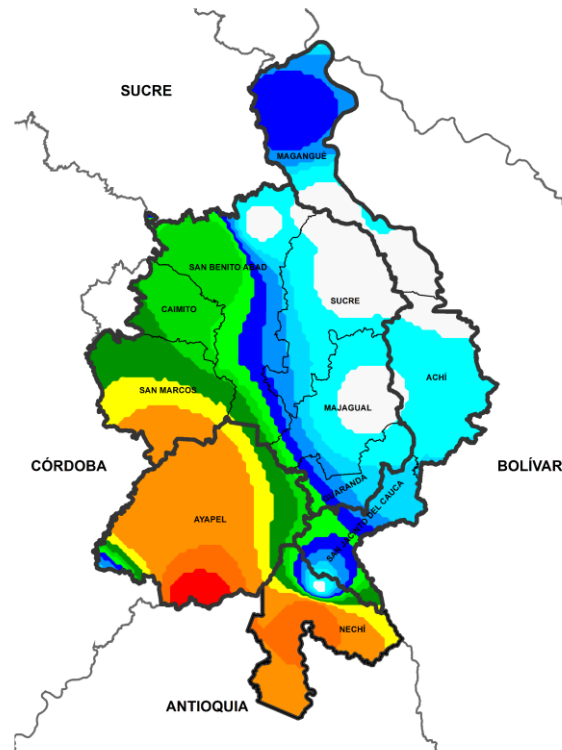 SUCRE
MAGANGUÉ
SAN BENITO ABAD
SUCRE
CAIMITO
ACHÍ
SAN MARCOS
MAJAGUAL
CÓRDOBA
BOLÍVAR
GUARANDA
SAN JACINTO DEL CAUCA
AYAPEL
NECHÍ
ANTIOQUIA